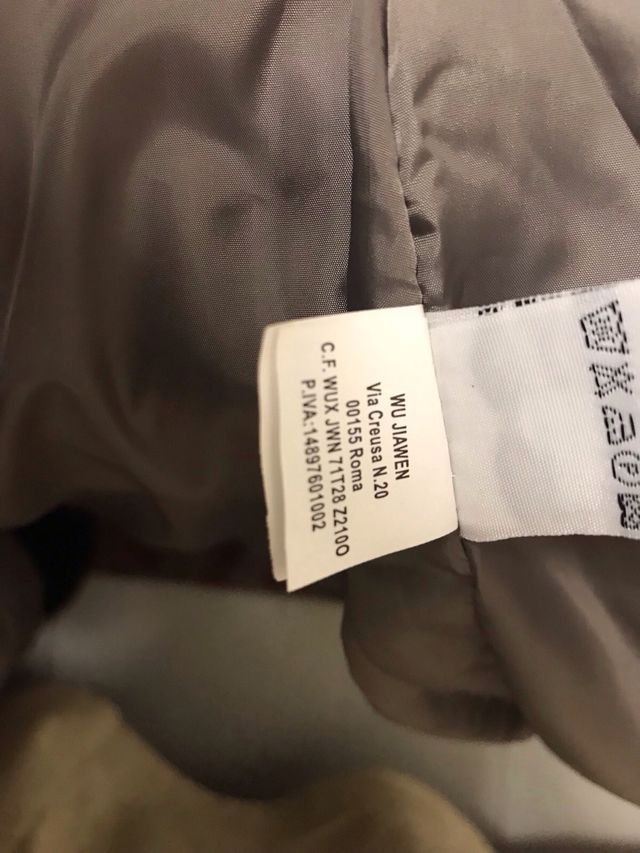 WU JIAWEN
Via Creusa N.20
00155 Roma
C.F. WUX JWN 71T28 Z210O
P.IVA:14897601002